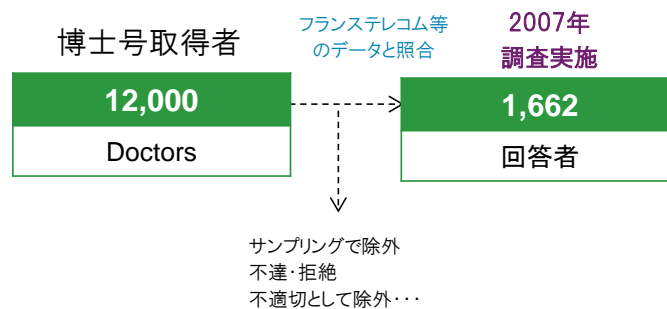 博士号取得者
フランステレコム等
のデータと照合
2007年
調査実施
12,000
Doctors
1,662
回答者
サンプリングで除外
不達・拒絶
不適切として除外・・・